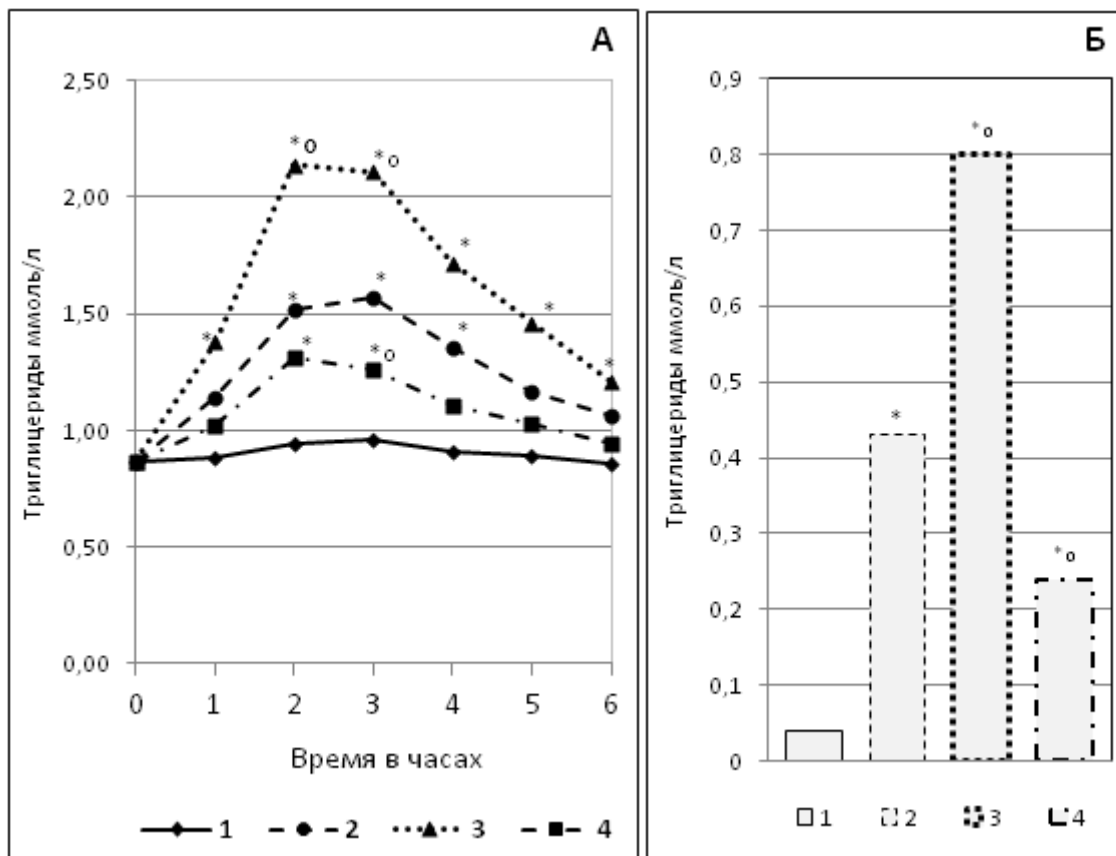 А
Триглицериды ммоль/л
2,50
2,00
1,50
1,00
0,50
0,00
* o
* o
*
*
*
*
*
*
*
*
* o
0 1 2 3 4 5 6
Время в часах
1 2 3 4
Б
Триглицериды ммоль/л
0,9
0,8
0,7
0,6
0,5
0,4
0,3
0,2
0,1
0
* o
*
* o
1 2 3 4